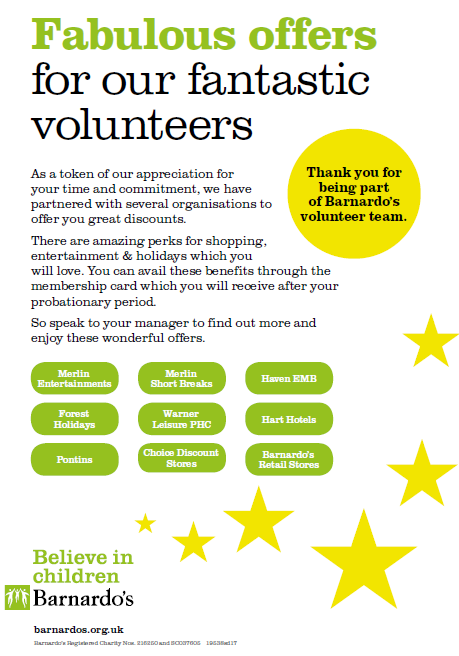 Fabulous offers
for our fantastic
volunteers
As a token of our appreciation for
your time and commitment, we have
partnered with several organisations to
offer you great discounts.
There are amazing perks for shopping,
entertainment & holidays which you
will love. You can avail these benefits through the
membership card which you will receive after your
probationary period.
So speak to your manager to find out more and
enjoy these wonderful offers.
Thank you for
being part
of Barnardo's
volunteer team.
Merlin
Entertainments
Merlin
Short Breaks
Haven EMB
Forest
Holidays
Warner
Leisure PHC
Hart Hotels
Pontins
Choice Discount
Stores
Barnardo's
Retail Stores
Believe in
children
Barnardo's
barnardos.org.uk
Barnardo's Registered Charity Nos. 216250 and SC037605 19538sd17